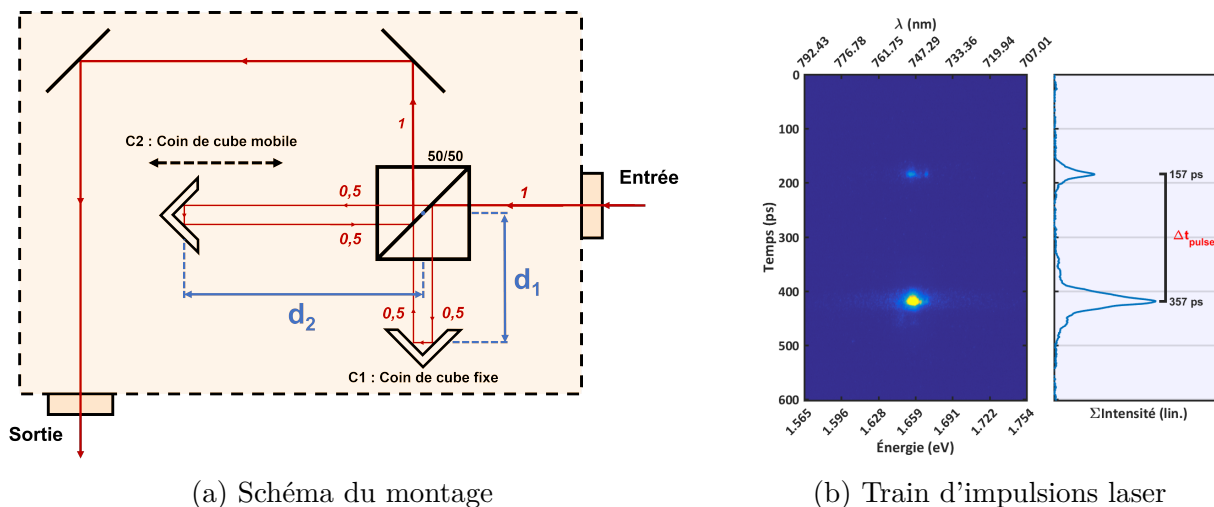 C2 : Coin de cube mobile
50/50
1
0,5
1
Entrée
0,5
d1
d2
0,5
0,5
C1 : Coin de cube fixe
Sortie
(a) Schéma du montage
λ (nm)
792.43 776.78 761.75 747.29 733.36 719.94 707.01
0
100
200
300
400
500
600
Temps (ps)
1.565 1.596 1.628 1.659 1.691 1.722 1.754
Énergie (eV)
157 ps
Δtpulse
357 ps
ΣIntensité (lin.)
(b) Train d'impulsions laser